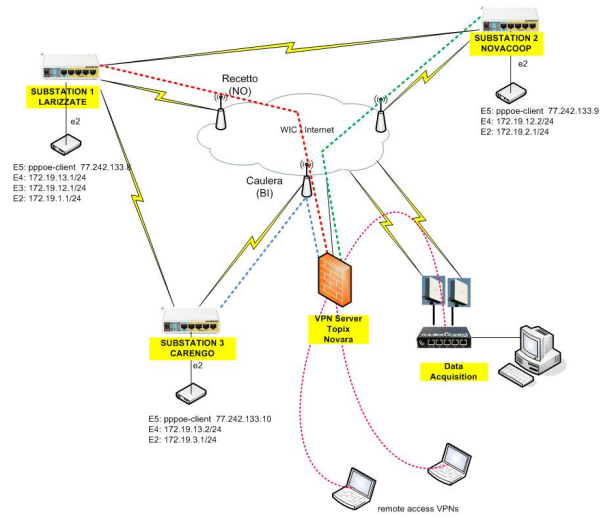 SUBSTATION 2
NOVACOOP
e2
E5: pppoe-client 77.242.133.9
E4: 172.19.12.2/24
E2: 172.19.2.1/24
SUBSTATION 1
LARIZZATE
e2
E5: pppoe-client 77.242.133.8
E4: 172.19.13.1/24
E3: 172.19.12.1/24
E2: 172.19.1.1/24
Recetto
(NO)
WIC - Internet
Caulera
(BI)
SUBSTATION 3
CARENGO
e2
E5: pppoe-client 77.242.133.10
E4: 172.19.13.2/24
E2: 172.19.3.1/24
VPN Server
Topix
Novara
Data
Acquisition
remote access VPNs